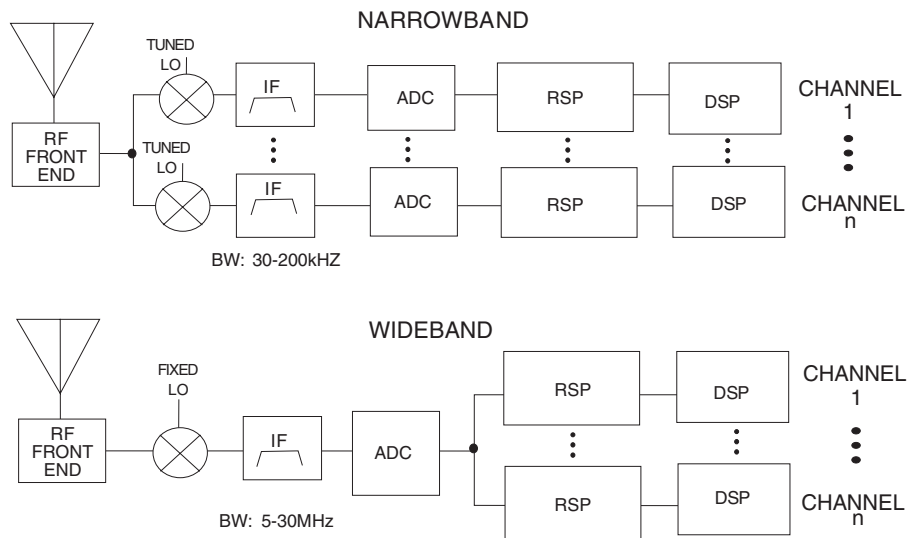 NARROWBAND
TUNED
LO
IF
ADC
RSP
DSP
CHANNEL
1
RF
FRONT
END
TUNED
LO
IF
ADC
RSP
DSP
CHANNEL
n
BW: 30-200kHZ
WIDEBAND
FIXED
LO
RF
FRONT
END
IF
ADC
RSP
DSP
CHANNEL
1
RSP
DSP
CHANNEL
n
BW: 5-30MHz